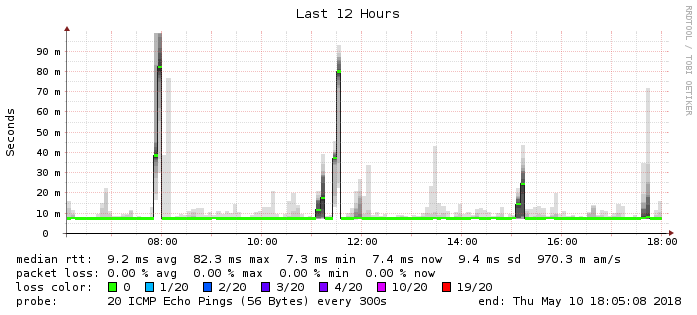 Last 12 Hours
RRDTOOL / TOBI OETIKER
Seconds
90 m
80 m
70 m
60 m
50 m
40 m
30 m
20 m
10 m
0
08:00 10:00 12:00 14:00 16:00 18:00
median rtt: 9.2 ms avg 82.3 ms max 7.3 ms min 7.4 ms now 9.4 ms sd 970.3 m am/s
packet loss: 0.00 % avg 0.00 % max 0.00 % min 0.00 % now
loss color: 0 1/20 2/20 3/20 4/20 10/20 19/20
probe: 20 ICMP Echo Pings (56 Bytes) every 300s end: Thu May 10 18:05:08 2018